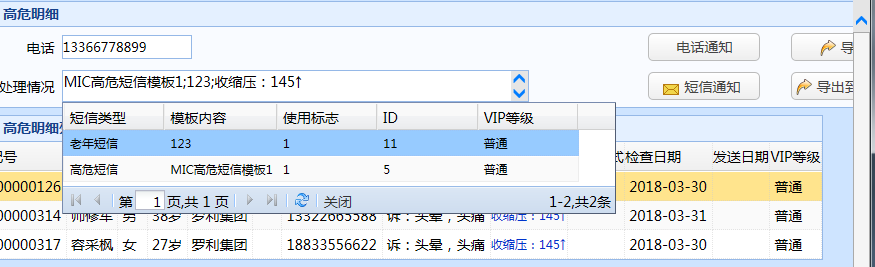 高危明细
电话 13366778899 电话通知 导
处理情况 MIC高危短信模板1;123;收缩压：145↑ 短信通知 导出到
短信类型 模板内容 使用标志 ID VIP等级
高危明细
老年短信 123 1 11 普通
号 检查日期 发送日期 VIP等级
高危短信 MIC高危短信模板1 1 5 普通
00000126 2018-03-30 普通
第 1 页,共 1 页 关闭 1-2,共2条
00000314 帅修军 男 38岁 罗利集团 13322665588 诉：头晕，头痛 收缩压：145↑ 2018-03-31 普通
00000317 容采枫 女 27岁 罗利集团 18833556622 诉：头晕，头痛 收缩压：145↑ 2018-03-30 普通